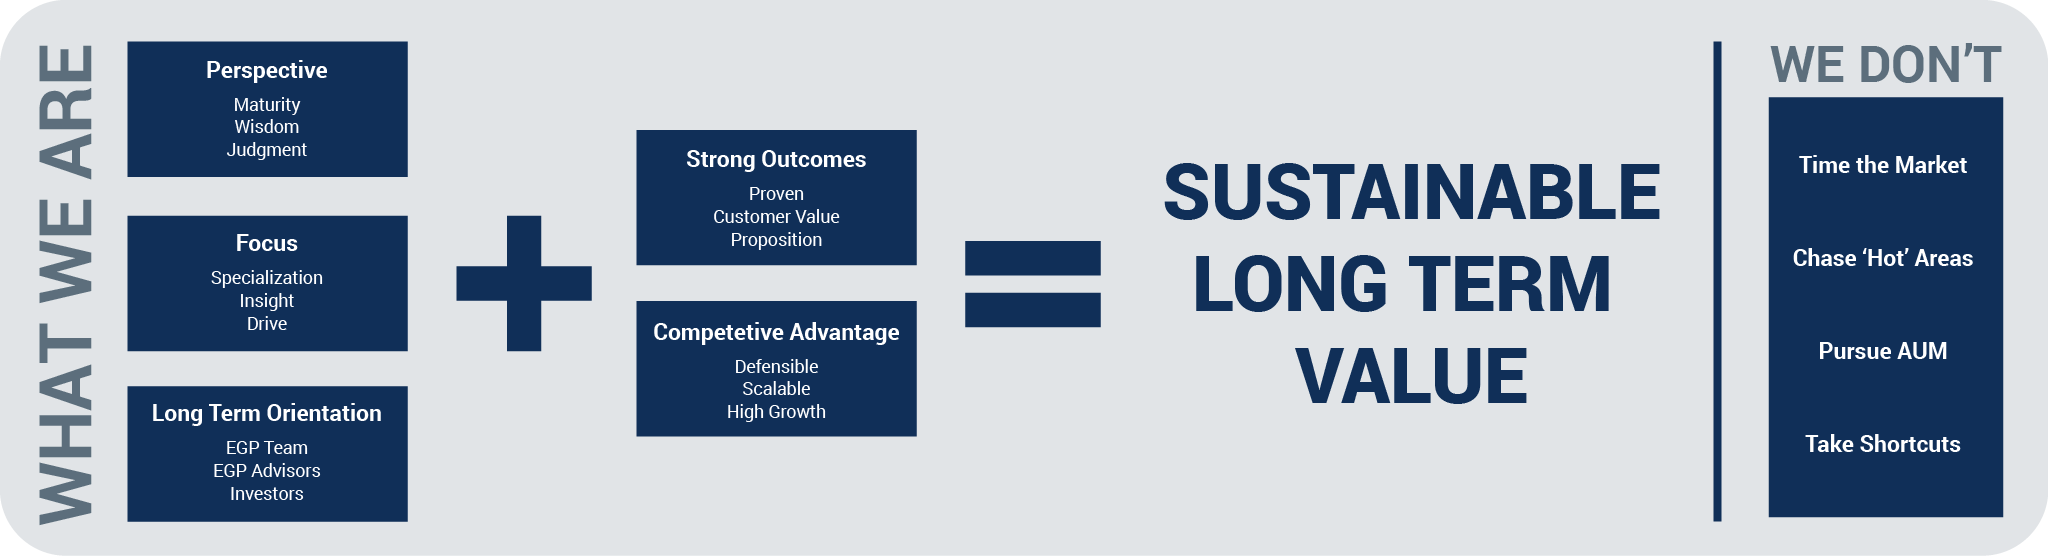 WHAT WE ARE
Perspective
Maturity
Wisdom
Judgment
Focus
Specialization
Insight
Drive
Long Term Orientation
EGP Team
EGP Advisors
Investors
+
Strong Outcomes
Proven
Customer Value
Proposition
Competetive Advantage
Defensible
Scalable
High Growth
=
SUSTAINABLE
LONG TERM
VALUE
WE DON’T
Time the Market
Chase ‘Hot’ Areas
Pursue AUM
Take Shortcuts